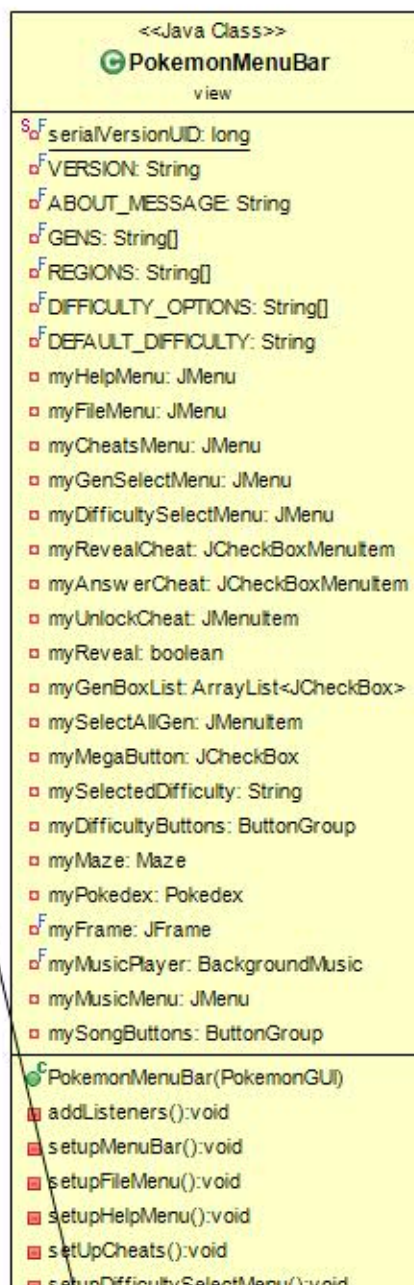 <<Java Class>>
PokemonMenuBar
view
serialVersionUID: long
VERSION: String
ABOUT_MESSAGE: String
GENS: String[]
REGIONS: String[]
DIFFICULTY_OPTIONS: String[]
DEFAULT_DIFFICULTY: String
myHelpMenu: JMenu
myFileMenu: JMenu
myCheatsMenu: JMenu
myGenSelectMenu: JMenu
myDifficultySelectMenu: JMenu
myRevealCheat: JCheckBoxMenuItem
myAnswerCheat: JCheckBoxMenuItem
myUnlockCheat: JMenuItem
myReveal: boolean
myGenBoxList: ArrayList<JCheckBox>
mySelectAllGen: JMenuItem
myMegaButton: JCheckBox
mySelectedDifficulty: String
myDifficultyButtons: ButtonGroup
myMaze: Maze
myPokedex: Pokedex
myFrame: JFrame
myMusicPlayer: BackgroundMusic
myMusicMenu: JMenu
mySongButtons: ButtonGroup
PokemonMenuBar(PokemonGUI)
addListeners():void
setupMenuBar():void
setupFileMenu():void
setupHelpMenu():void
setUpCheats():void
setupDifficultySelectMenu():void